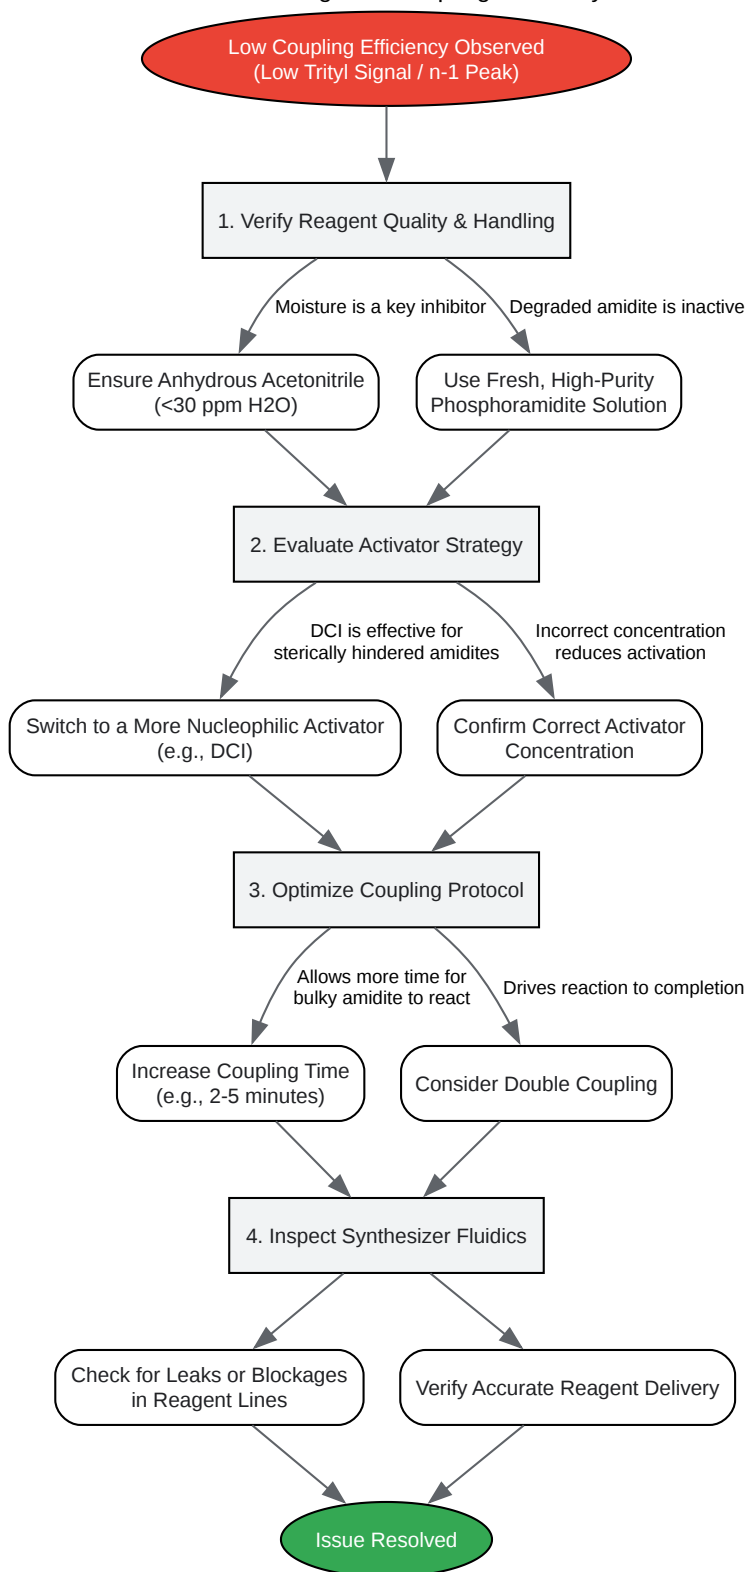 Low Coupling Efficiency Observed
(Low Trityl Signal / n-1 Peak)
1. Verify Reagent Quality & Handling
Moisture is a key inhibitor
Degraded amidite is inactive
Ensure Anhydrous Acetonitrile
(<30 ppm H2O)
Use Fresh, High-Purity
Phosphoramidite Solution
2. Evaluate Activator Strategy
DCI is effective for
sterically hindered amidites
Incorrect concentration
reduces activation
Switch to a More Nucleophilic Activator
(e.g., DCI)
Confirm Correct Activator
Concentration
3. Optimize Coupling Protocol
Allows more time for
bulky amidite to react
Drives reaction to completion
Increase Coupling Time
(e.g., 2-5 minutes)
Consider Double Coupling
4. Inspect Synthesizer Fluidics
Check for Leaks or Blockages
in Reagent Lines
Verify Accurate Reagent Delivery
Issue Resolved